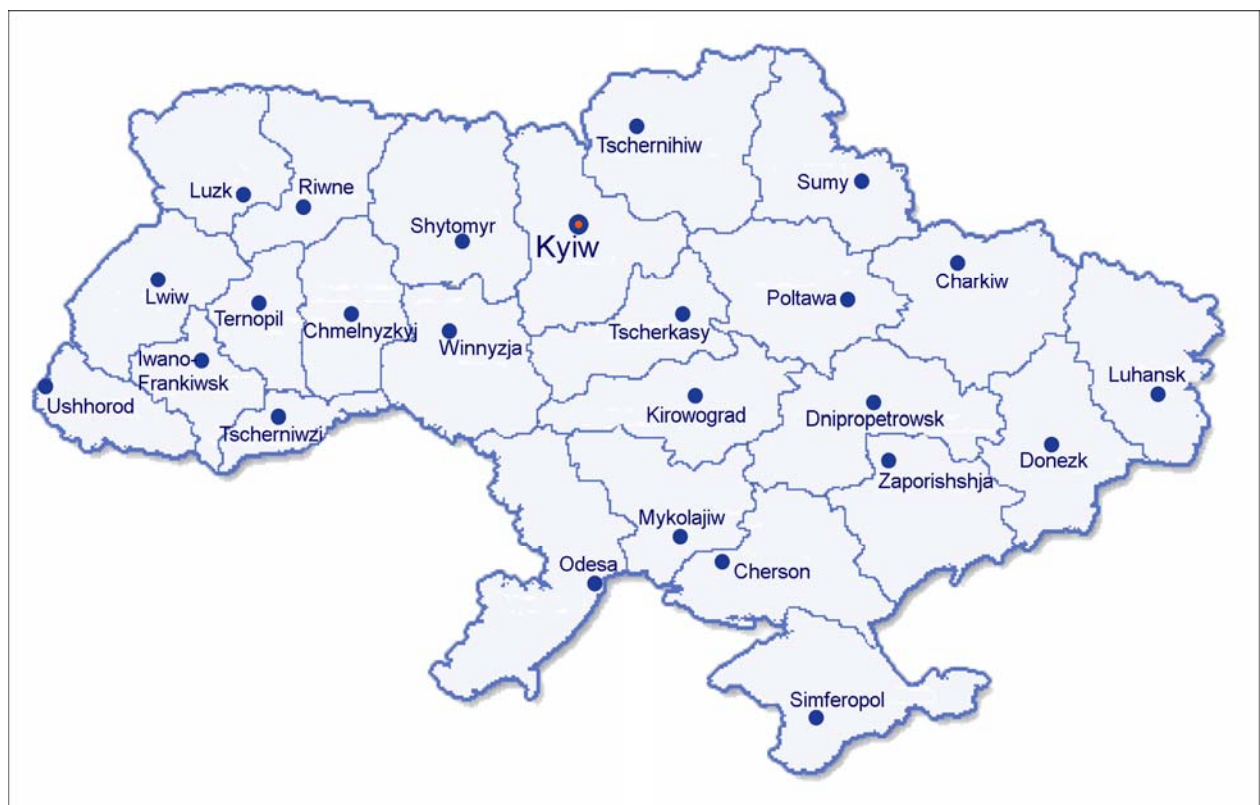 Tschernihiw
Sumy
Luzk
Riwne
Shytomyr
Kyiw
Charkiw
Lwiw
Ternopil
Chmelnyzkyj
Winnyzja
Tscherkasy
Poltawa
Iwano-
Frankiwsk
Luhansk
Ushhorod
Tscherniwzi
Kirowograd
Dnipropetrowsk
Donezk
Zaporishshja
Mykolajiw
Odesa
Cherson
Simferopol